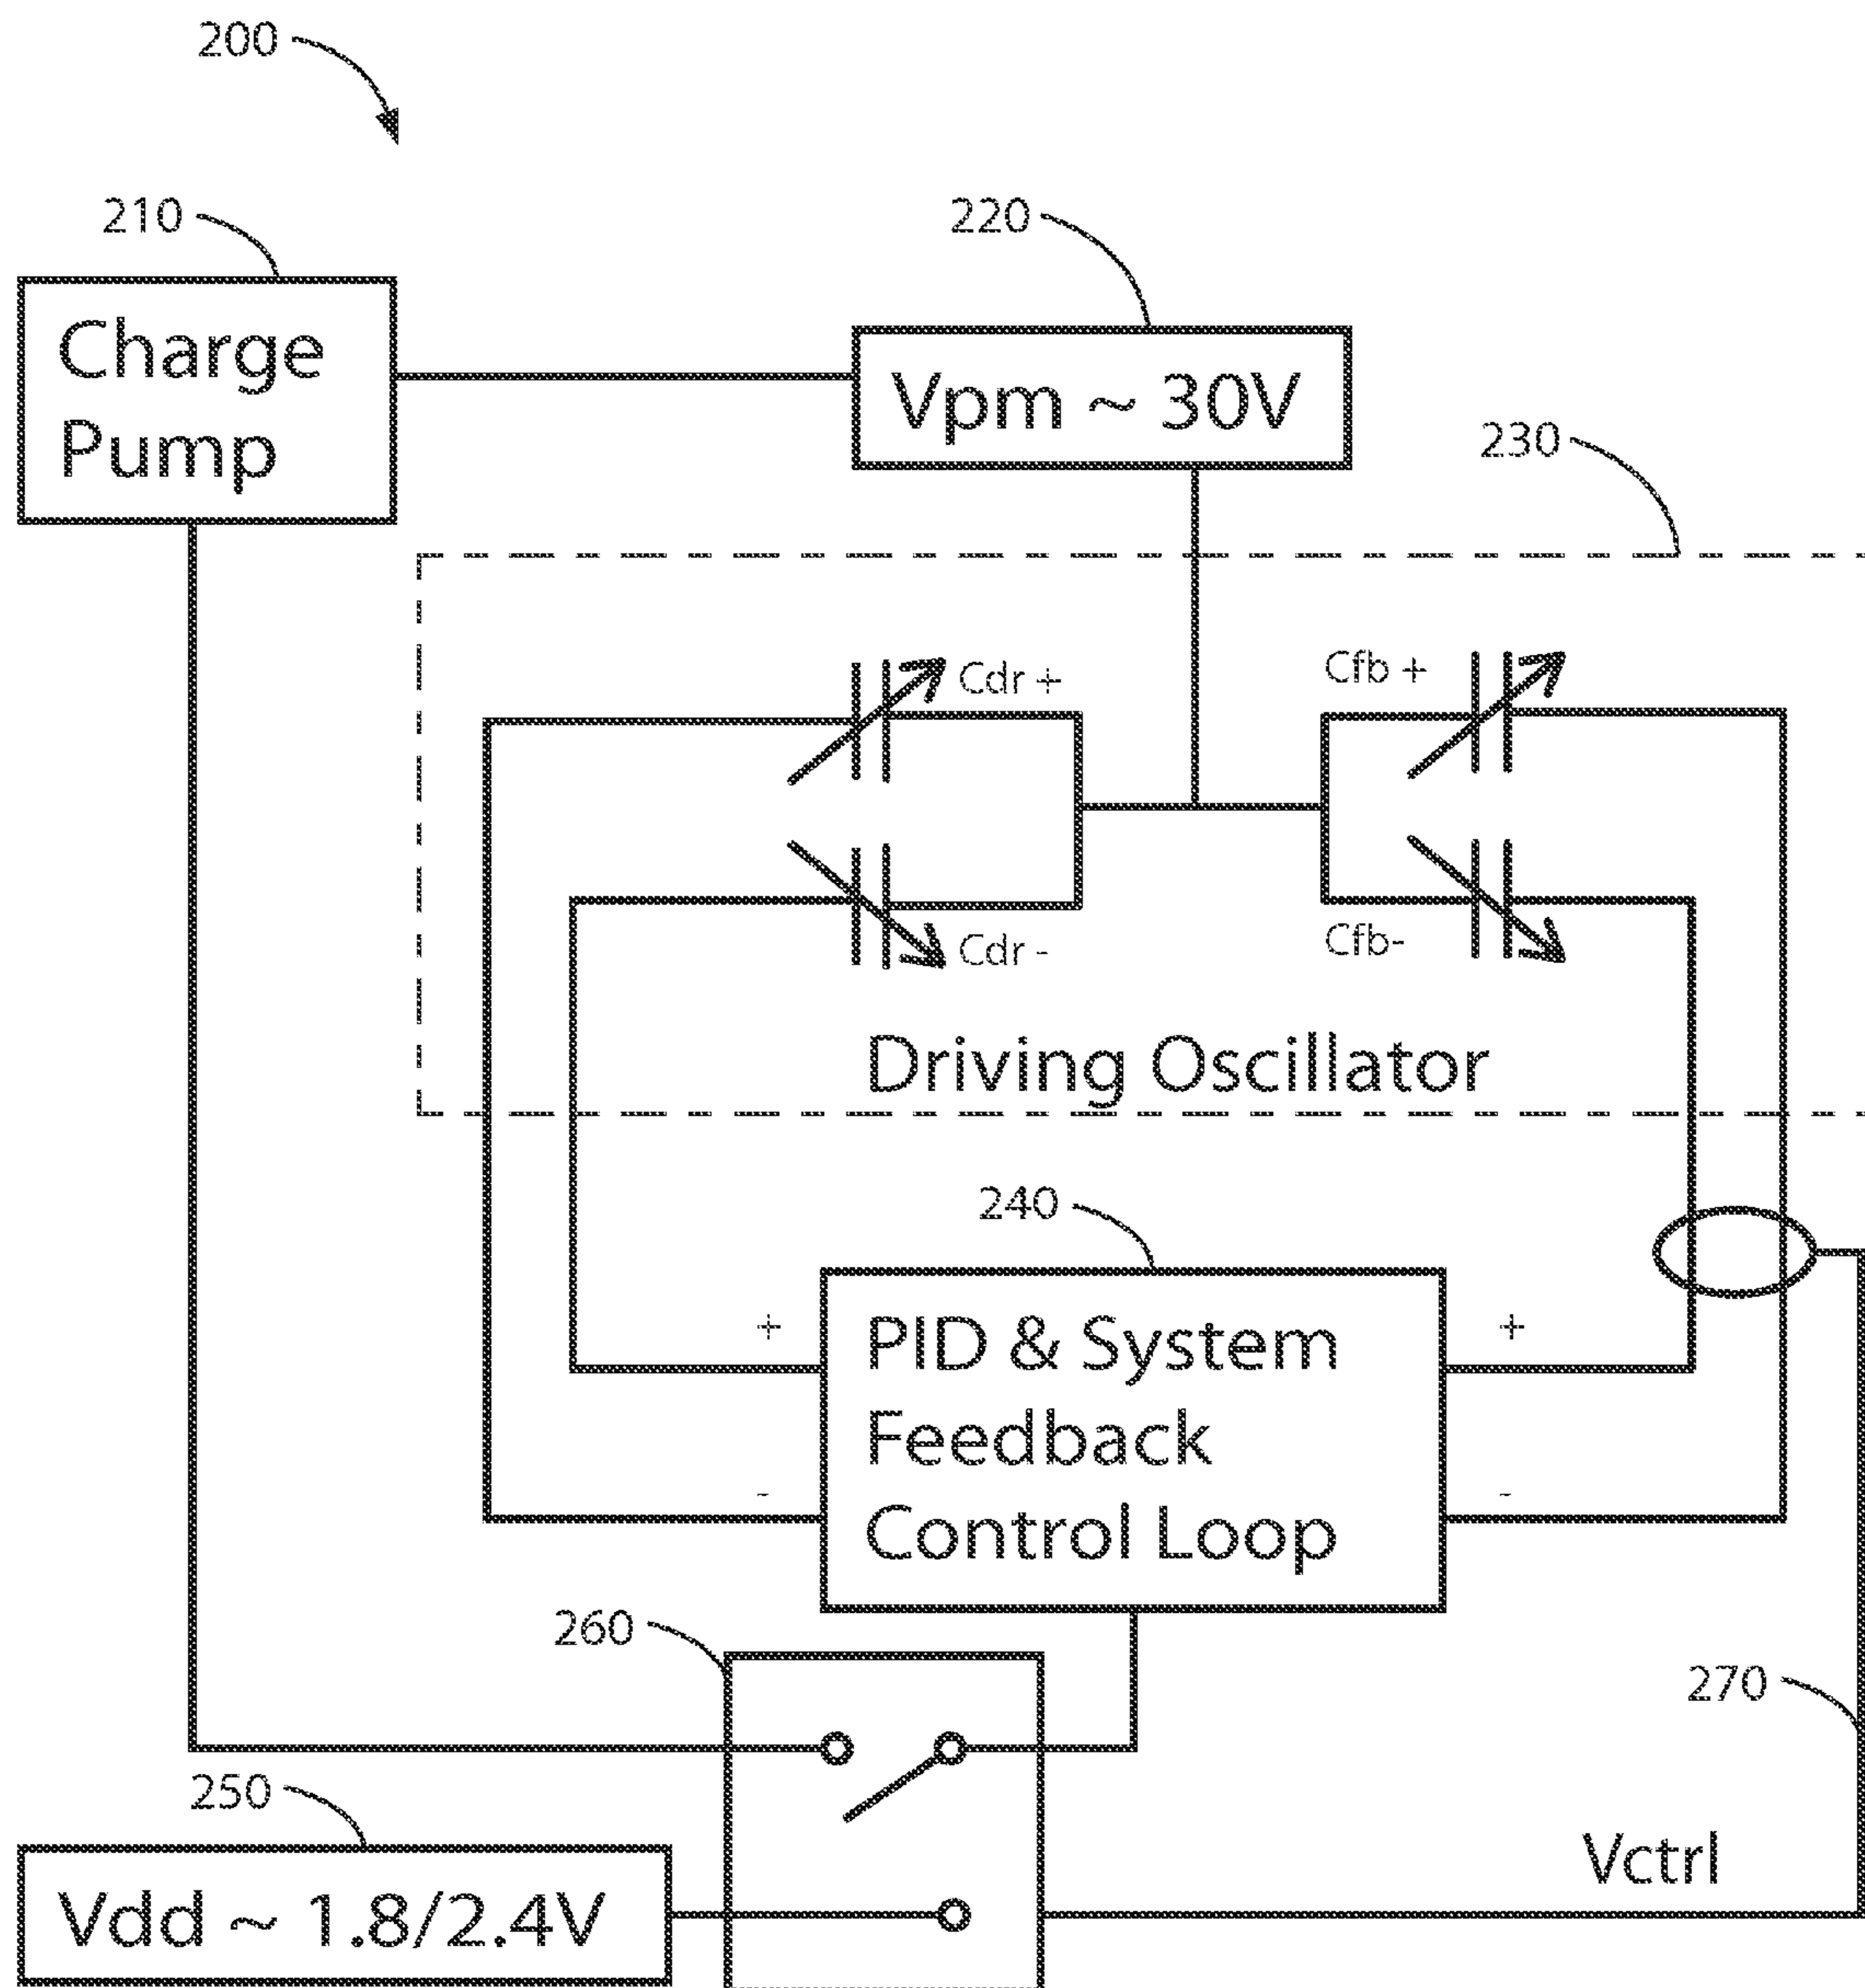 200
210
220
Charge
Pump
Vpm ~ 30V
230
Cdr +
Cfb +
Cdr -
Cfb-
Driving Oscillator
240
+
+
PID & System
Feedback
Control Loop
-
-
260
270
250
Vctrl
Vdd ~ 1.8/2.4V